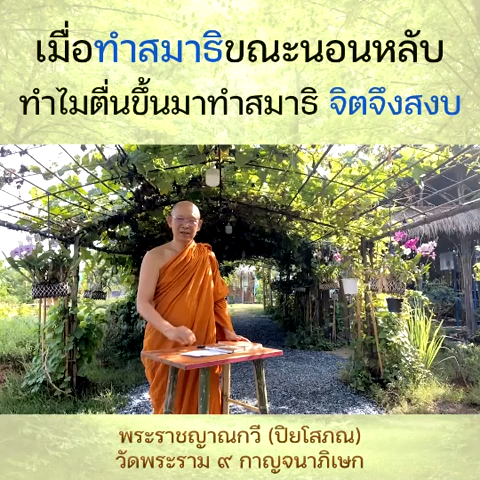 เมื่อทำสมาธิขณะนอนหลับ
ทำไมตื่นขึ้นมาทำสมาธิ จิตจึงสงบ
พระราชญาณกวี (ปิยโสภณ)
วัดพระราม ๙ กาญจนาภิเษก